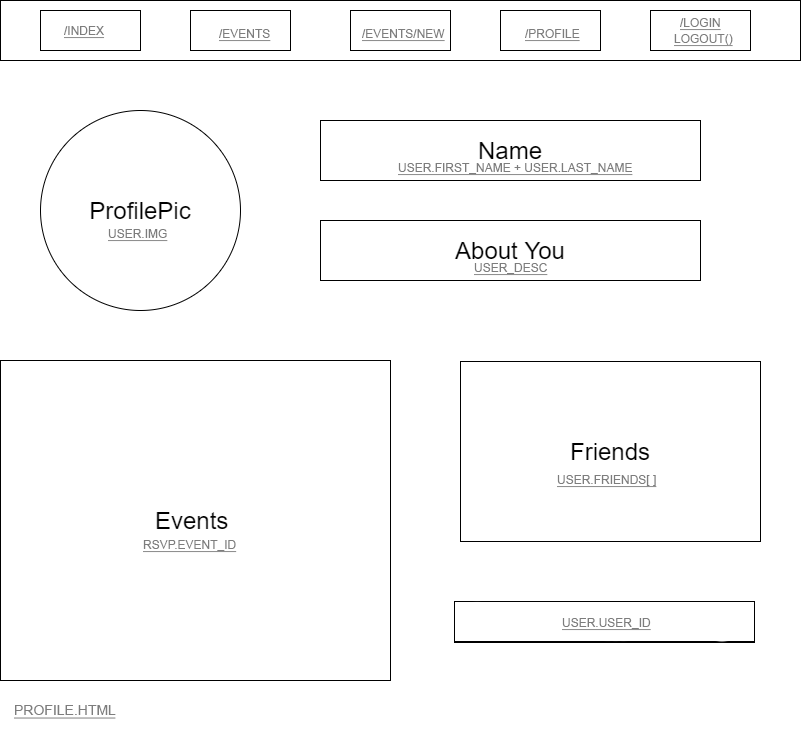 /INDEX
/EVENTS
/EVENTS/NEW
/PROFILE
/LOGIN
LOGOUT()
ProfilePic
USER.IMG
Name
USER.FIRST_NAME + USER.LAST_NAME
About You
USER_DESC
Events
RSVP.EVENT_ID
Friends
USER.FRIENDS[ ]
USER.USER_ID
PROFILE.HTML